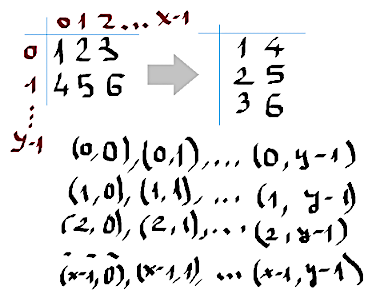 0 1 2 ... x-1
0 1 2 3 1 4
1 4 5 6 2 5
⋮ 3 6
y-1
(0,0),(0,1),... (0,y-1)
(1,0),(1,1),... (1,y-1)
(2,0),(2,1),... (2,y-1)
(x-1,0),(x-1,1),... (x-1,y-1)